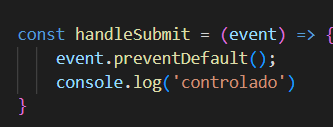 const handleSubmit = (event) => {
    event.preventDefault();
    console.log('controlado')
}